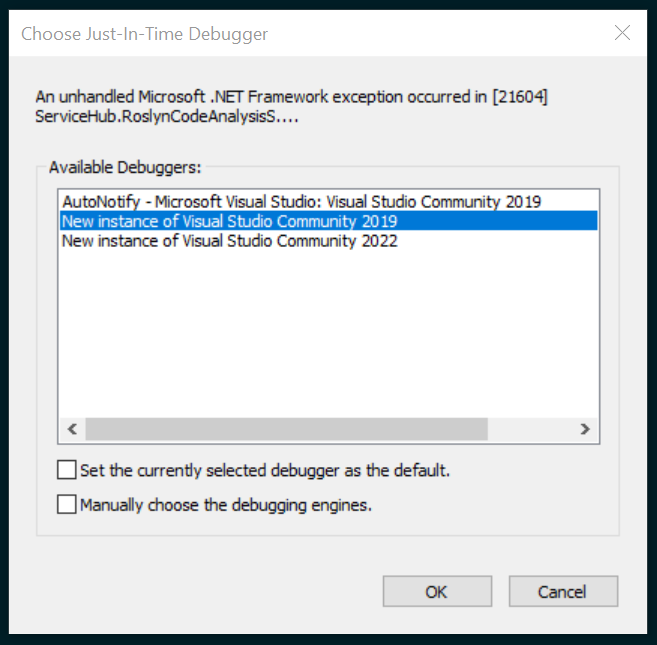 Choose Just-In-Time Debugger
An unhandled Microsoft .NET Framework exception occurred in [21604]
ServiceHub.RoslynCodeAnalysisS....
Available Debuggers:
AutoNotify - Microsoft Visual Studio: Visual Studio Community 2019
New instance of Visual Studio Community 2019
New instance of Visual Studio Community 2022
Set the currently selected debugger as the default.
Manually choose the debugging engines.
OK Cancel